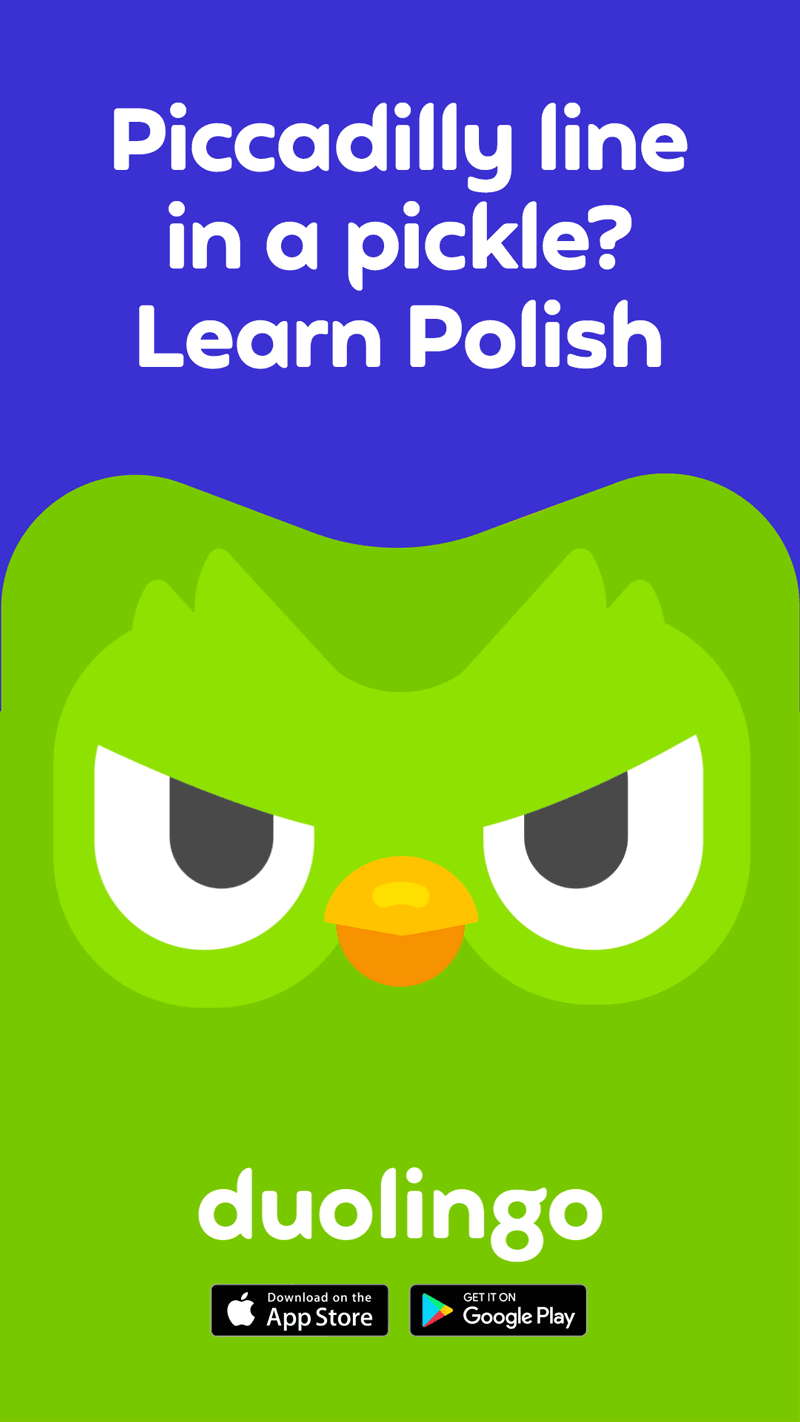 Piccadilly line
in a pickle?
Learn Polish
duolingo
Download on the
App Store
GET IT ON
Google Play